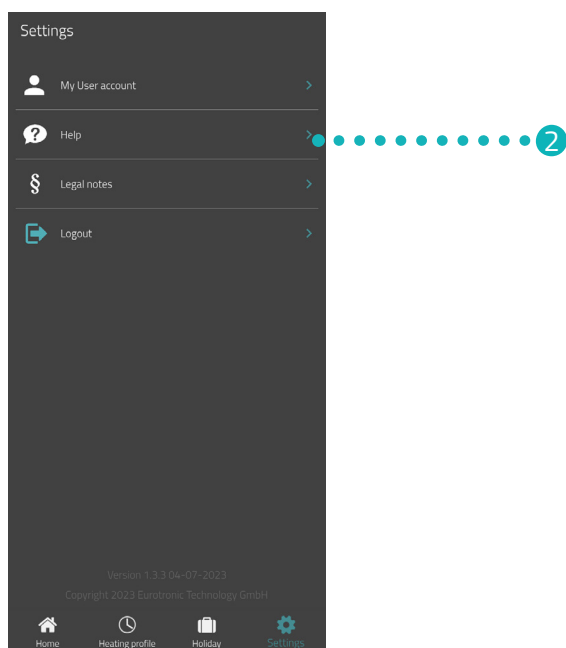 Settings
My User account
? Help
2
§ Legal notes
Logout
Version 1.3.3 04-07-2023
Copyright 2023 Eurotronic Technology GmbH
Home Heating profile Holiday Settings